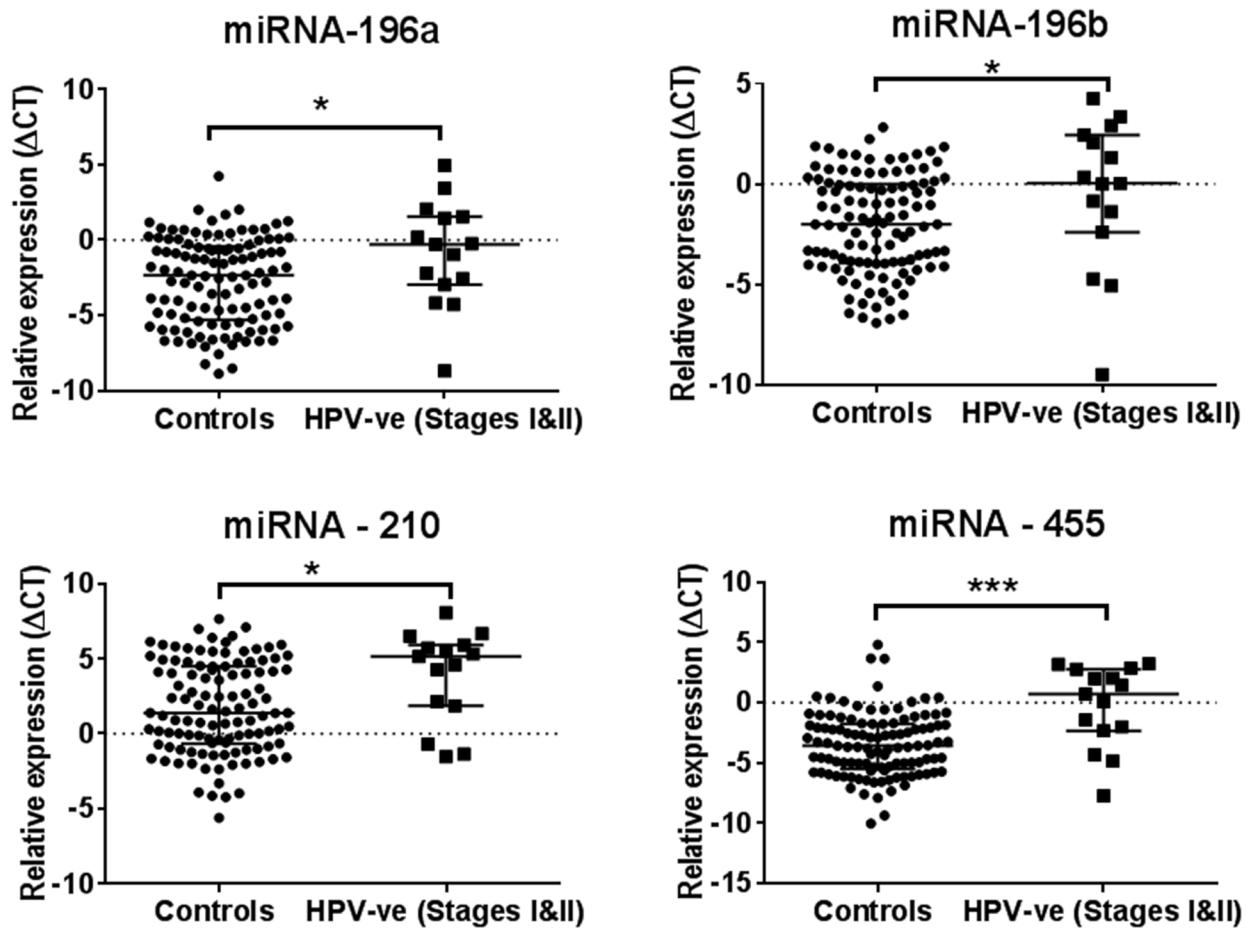 miRNA-196a
Relative expression (ΔCT)
10
5
0
-5
-10
*
Controls
HPV-ve (Stages I&II)
miRNA-196b
Relative expression (ΔCT)
5
0
-5
-10
*
Controls
HPV-ve (Stages I&II)
miRNA - 210
Relative expression (ΔCT)
10
5
0
-5
-10
*
Controls
HPV-ve (Stages I&II)
miRNA - 455
Relative expression (ΔCT)
10
5
0
-5
-10
-15
***
Controls
HPV-ve (Stages I&II)